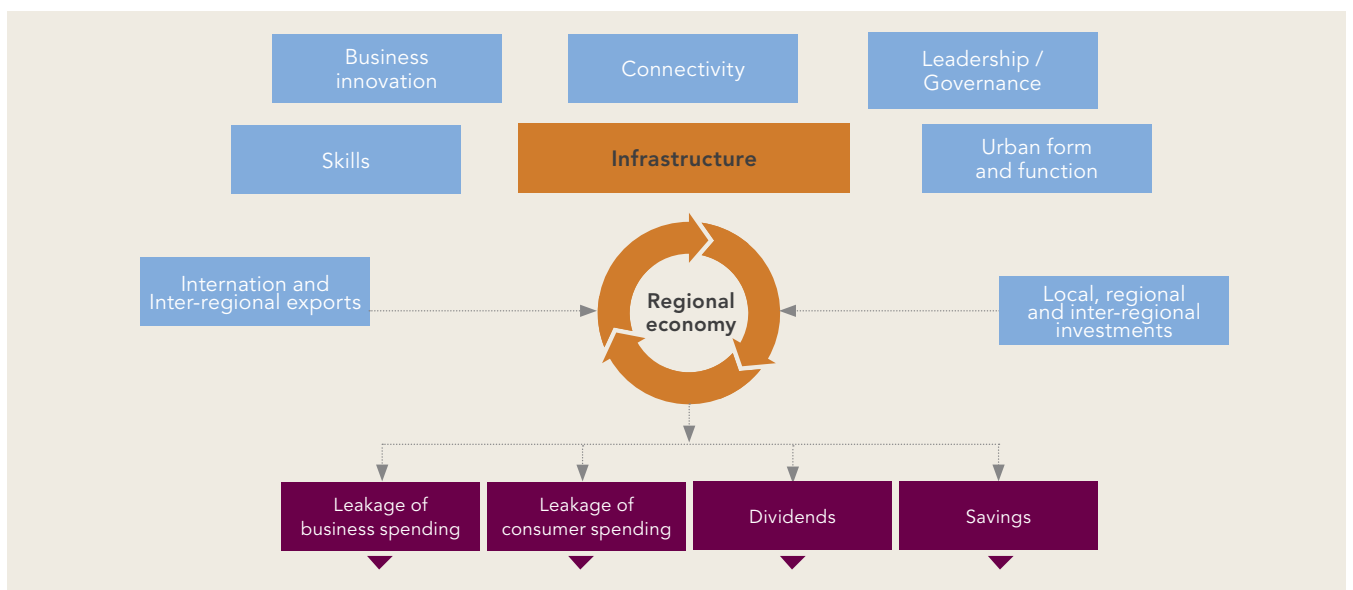 Business
innovation
Connectivity
Leadership /
Governance
Skills
Infrastructure
Urban form
and function
Internation and
Inter-regional exports
Regional
economy
Local, regional
and inter-regional
investments
Leakage of
business spending
Leakage of
consumer spending
Dividends
Savings